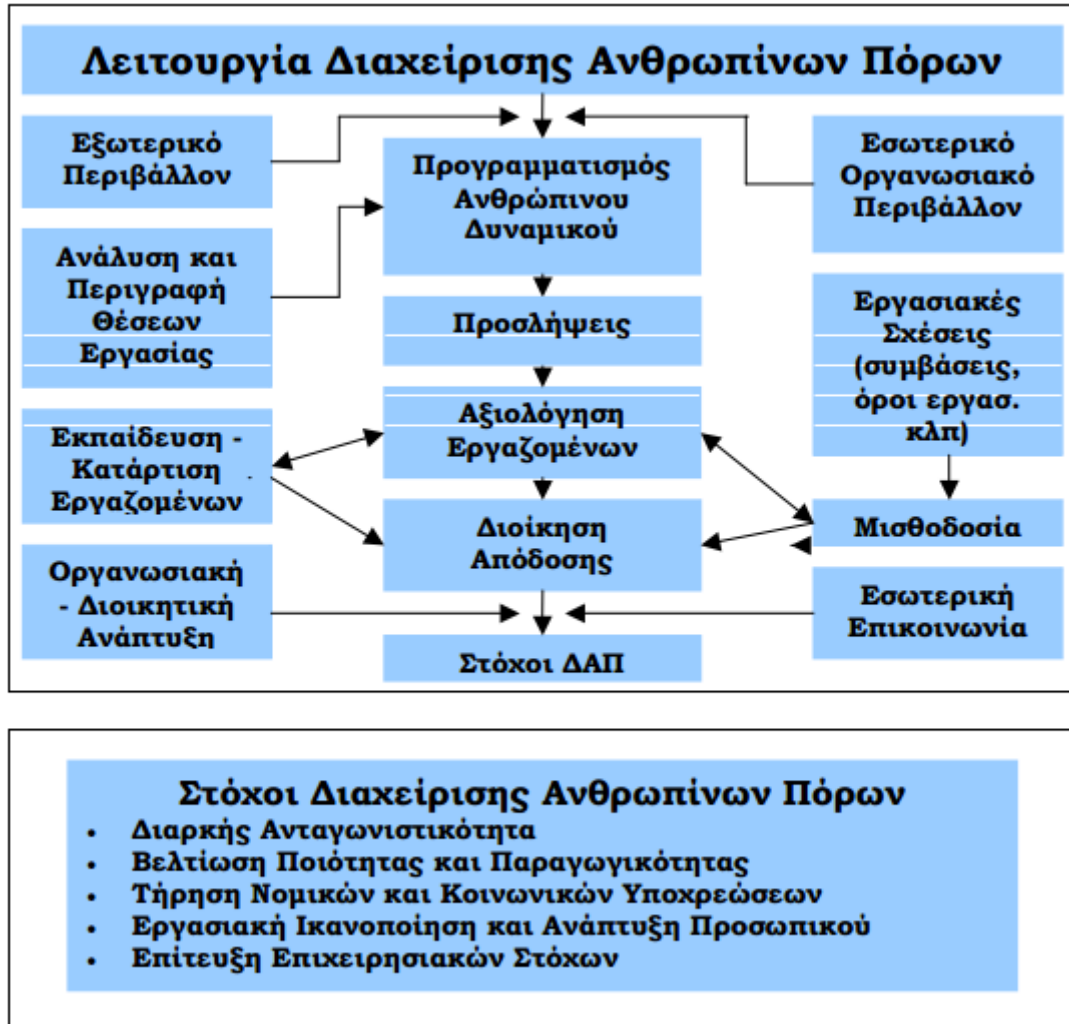 Λειτουργία Διαχείρισης Ανθρωπίνων Πόρων
Εξωτερικό
Περιβάλλον
Προγραμματισμός
Ανθρώπινου
Δυναμικού
Εσωτερικό
Οργανωσιακό
Περιβάλλον
Ανάλυση και
Περιγραφή
Θέσεων
Εργασίας
Προσλήψεις
Εργασιακές
Σχέσεις
(συμβάσεις,
όροι εργασ.
κλπ)
Εκπαίδευση -
Κατάρτιση
Εργαζομένων
Αξιολόγηση
Εργαζομένων
Διοίκηση
Απόδοσης
Μισθοδοσία
Οργανωσιακή
- Διοικητική
Ανάπτυξη
Εσωτερική
Επικοινωνία
Στόχοι ΔΑΠ
Στόχοι Διαχείρισης Ανθρωπίνων Πόρων
• Διαρκής Ανταγωνιστικότητα
• Βελτίωση Ποιότητας και Παραγωγικότητας
• Τήρηση Νομικών και Κοινωνικών Υποχρεώσεων
• Εργασιακή Ικανοποίηση και Ανάπτυξη Προσωπικού
• Επίτευξη Επιχειρησιακών Στόχων